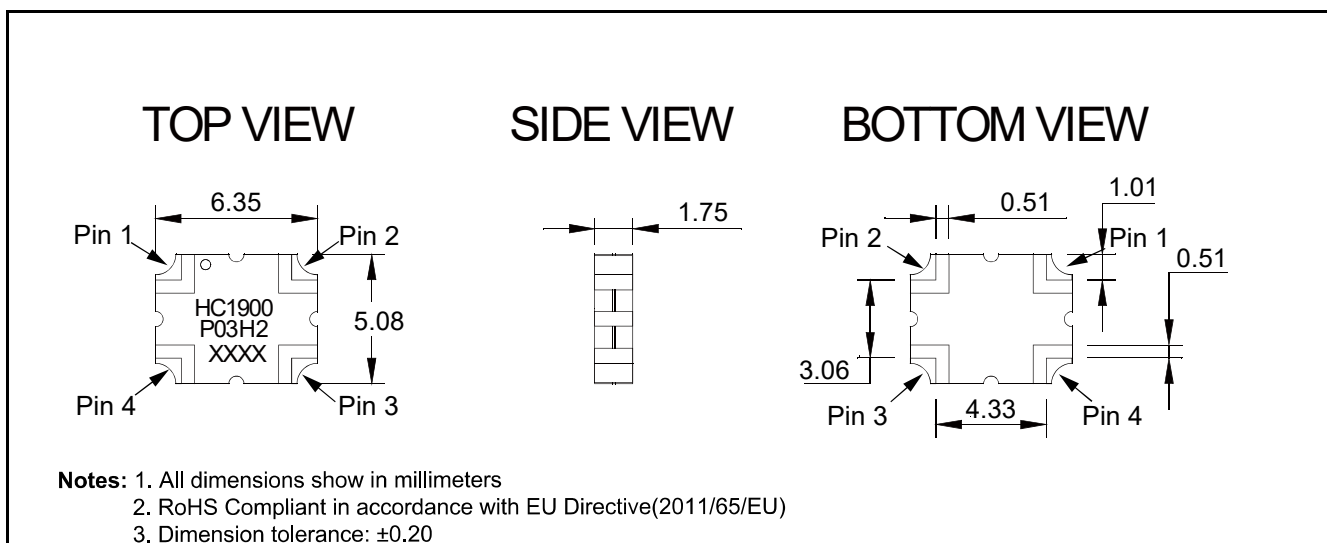 TOP VIEW
SIDE VIEW
BOTTOM VIEW
6.35
Pin 1
Pin 2
HC1900
P03H2
XXXX
5.08
Pin 4
Pin 3
1.75
0.51
1.01
Pin 2
Pin 1
0.51
3.06
Pin 3
4.33
Pin 4
Notes: 1. All dimensions show in millimeters
2. RoHS Compliant in accordance with EU Directive(2011/65/EU)
3. Dimension tolerance: ±0.20